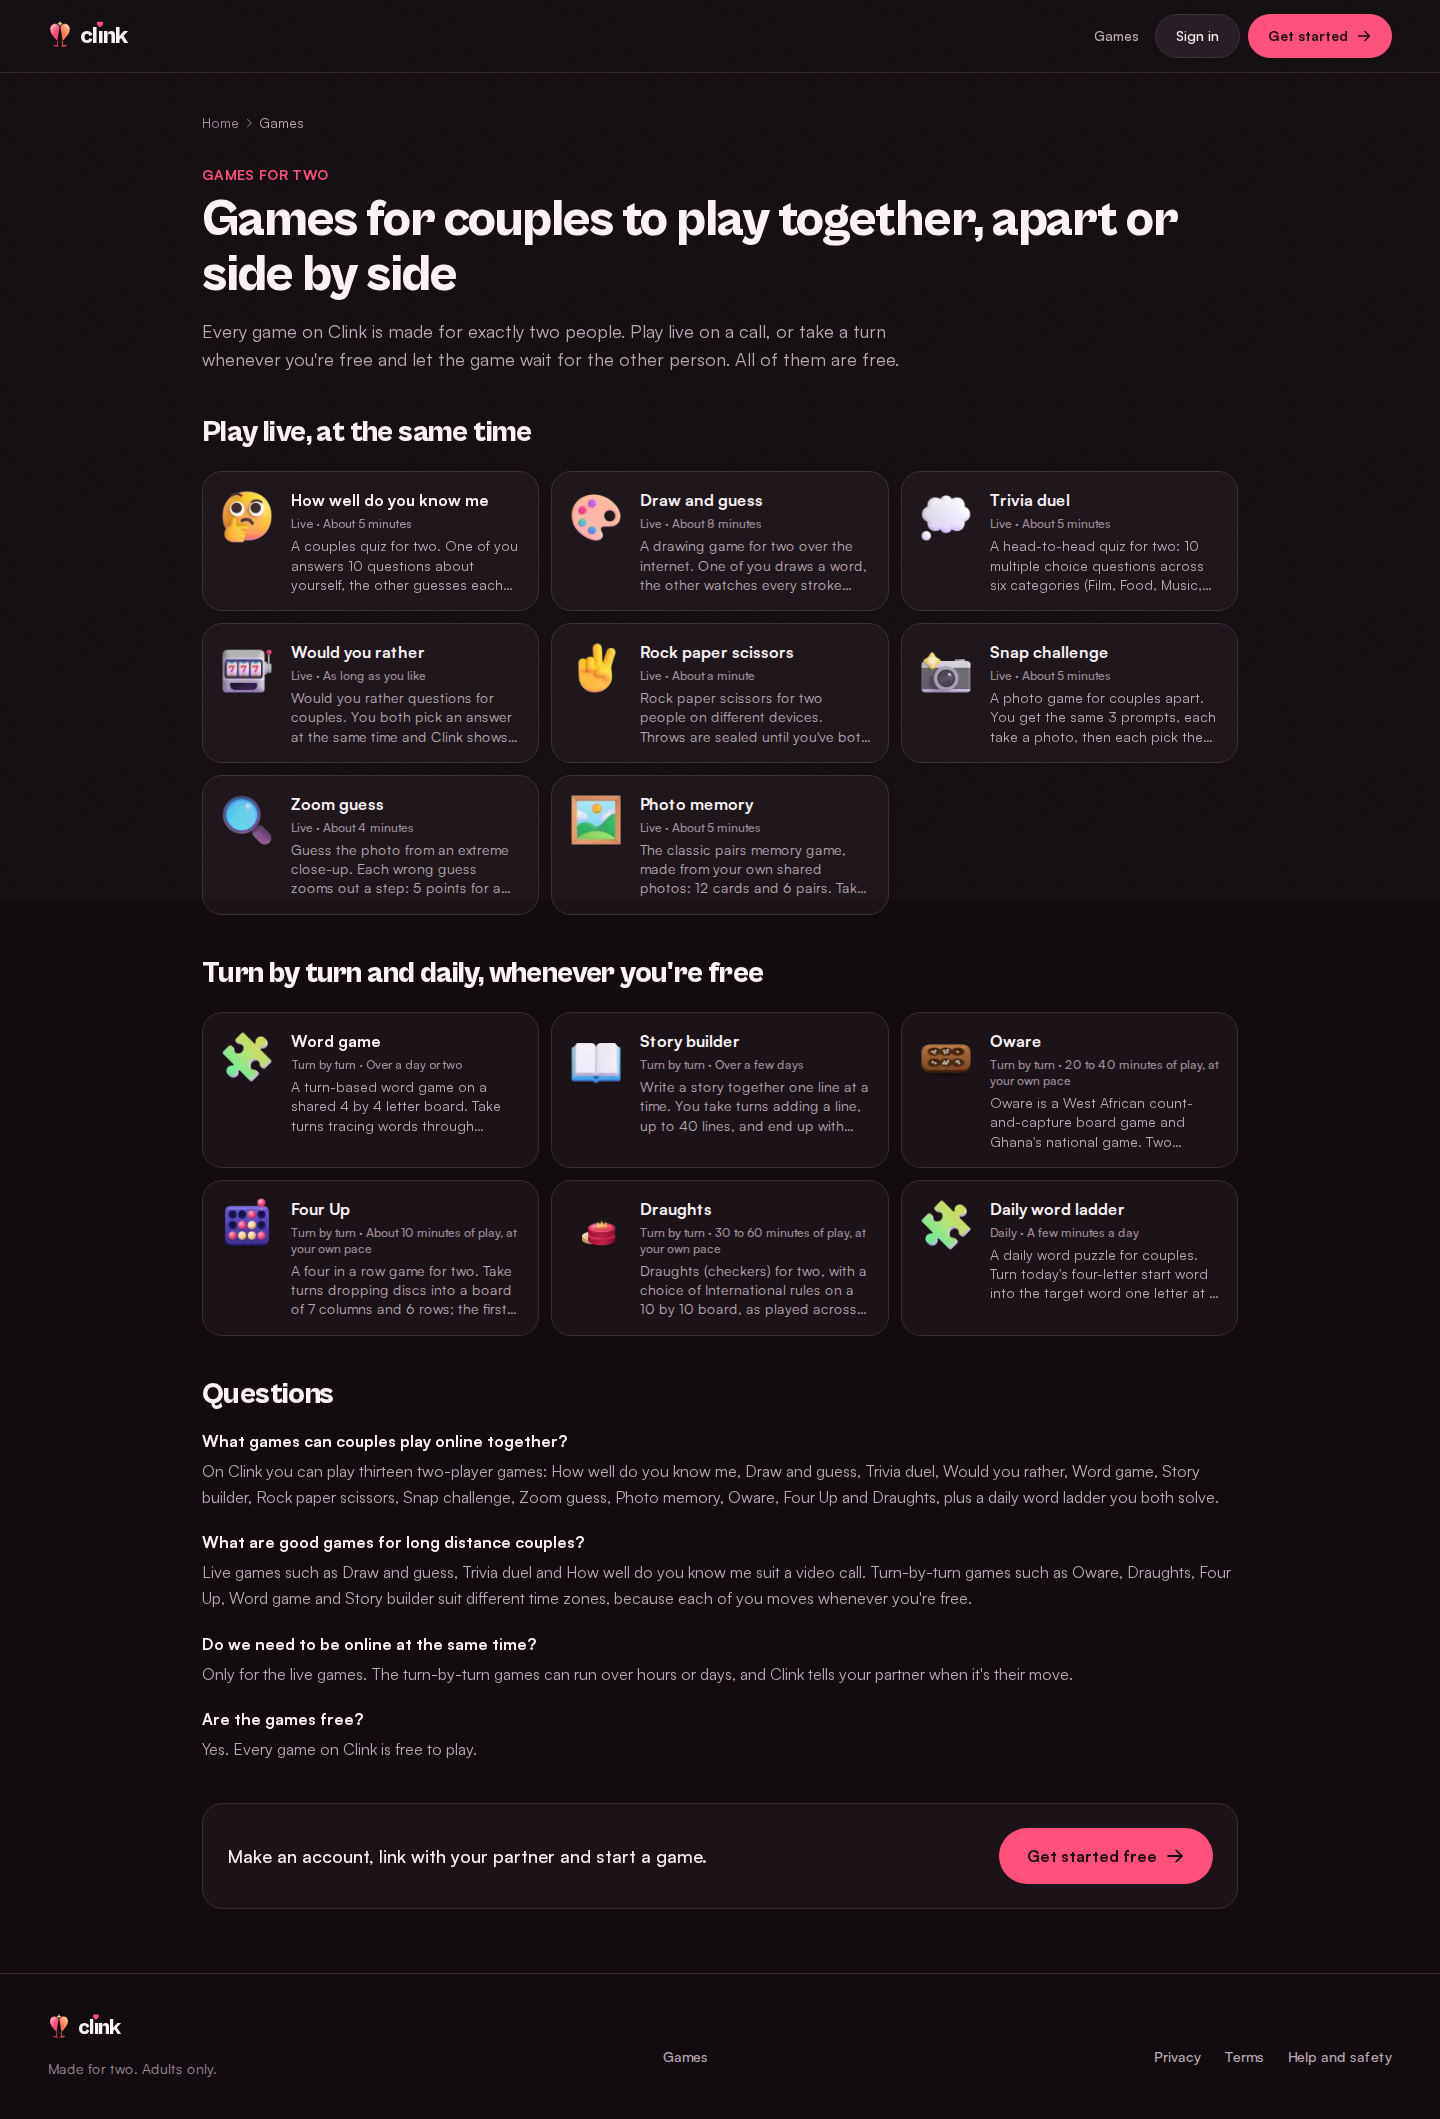 clink
Games
Sign in
Get started →
Home > Games
GAMES FOR TWO
Games for couples to play together, apart or
side by side
Every game on Clink is made for exactly two people. Play live on a call, or take a turn
whenever you're free and let the game wait for the other person. All of them are free.
Play live, at the same time
How well do you know me
Live · About 5 minutes
A couples quiz for two. One of you
answers 10 questions about
yourself, the other guesses each…
Draw and guess
Live · About 8 minutes
A drawing game for two over the
internet. One of you draws a word,
the other watches every stroke…
Trivia duel
Live · About 5 minutes
A head-to-head quiz for two: 10
multiple choice questions across
six categories (Film, Food, Music,…
777
Would you rather
Live · As long as you like
Would you rather questions for
couples. You both pick an answer
at the same time and Clink shows…
Rock paper scissors
Live · About a minute
Rock paper scissors for two
people on different devices.
Throws are sealed until you've bot…
Snap challenge
Live · About 5 minutes
A photo game for couples apart.
You get the same 3 prompts, each
take a photo, then each pick the…
Zoom guess
Live · About 4 minutes
Guess the photo from an extreme
close-up. Each wrong guess
zooms out a step: 5 points for a…
Photo memory
Live · About 5 minutes
The classic pairs memory game,
made from your own shared
photos: 12 cards and 6 pairs. Tak…
Turn by turn and daily, whenever you're free
Word game
Turn by turn · Over a day or two
A turn-based word game on a
shared 4 by 4 letter board. Take
turns tracing words through…
Story builder
Turn by turn · Over a few days
Write a story together one line at a
time. You take turns adding a line,
up to 40 lines, and end up with…
Oware
Turn by turn · 20 to 40 minutes of play, at
your own pace
Oware is a West African count-
and-capture board game and
Ghana's national game. Two…
Four Up
Turn by turn · About 10 minutes of play, at
your own pace
A four in a row game for two. Take
turns dropping discs into a board
of 7 columns and 6 rows; the first…
Draughts
Turn by turn · 30 to 60 minutes of play, at
your own pace
Draughts (checkers) for two, with a
choice of International rules on a
10 by 10 board, as played across…
Daily word ladder
Daily · A few minutes a day
A daily word puzzle for couples.
Turn today's four-letter start word
into the target word one letter at …
Questions
What games can couples play online together?
On Clink you can play thirteen two-player games: How well do you know me, Draw and guess, Trivia duel, Would you rather, Word game, Story
builder, Rock paper scissors, Snap challenge, Zoom guess, Photo memory, Oware, Four Up and Draughts, plus a daily word ladder you both solve.
What are good games for long distance couples?
Live games such as Draw and guess, Trivia duel and How well do you know me suit a video call. Turn-by-turn games such as Oware, Draughts, Four
Up, Word game and Story builder suit different time zones, because each of you moves whenever you're free.
Do we need to be online at the same time?
Only for the live games. The turn-by-turn games can run over hours or days, and Clink tells your partner when it's their move.
Are the games free?
Yes. Every game on Clink is free to play.
Make an account, link with your partner and start a game.
Get started free →
clink
Made for two. Adults only.
Games
Privacy
Terms
Help and safety